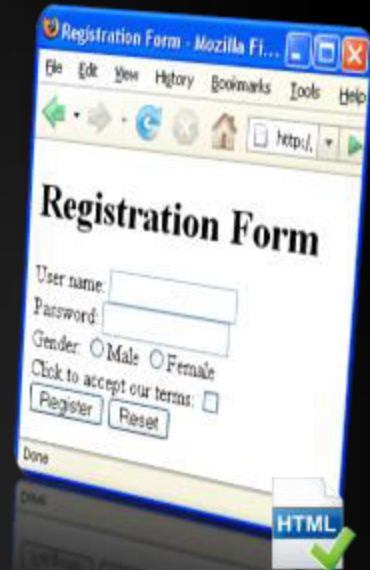 Registration Form - Mozilla Fi...
File Edit View History Bookmarks Tools Help
http:/.
Registration Form
User name:
Password:
Gender: Male Female
Click to accept our terms:
Register Reset
Done
HTML